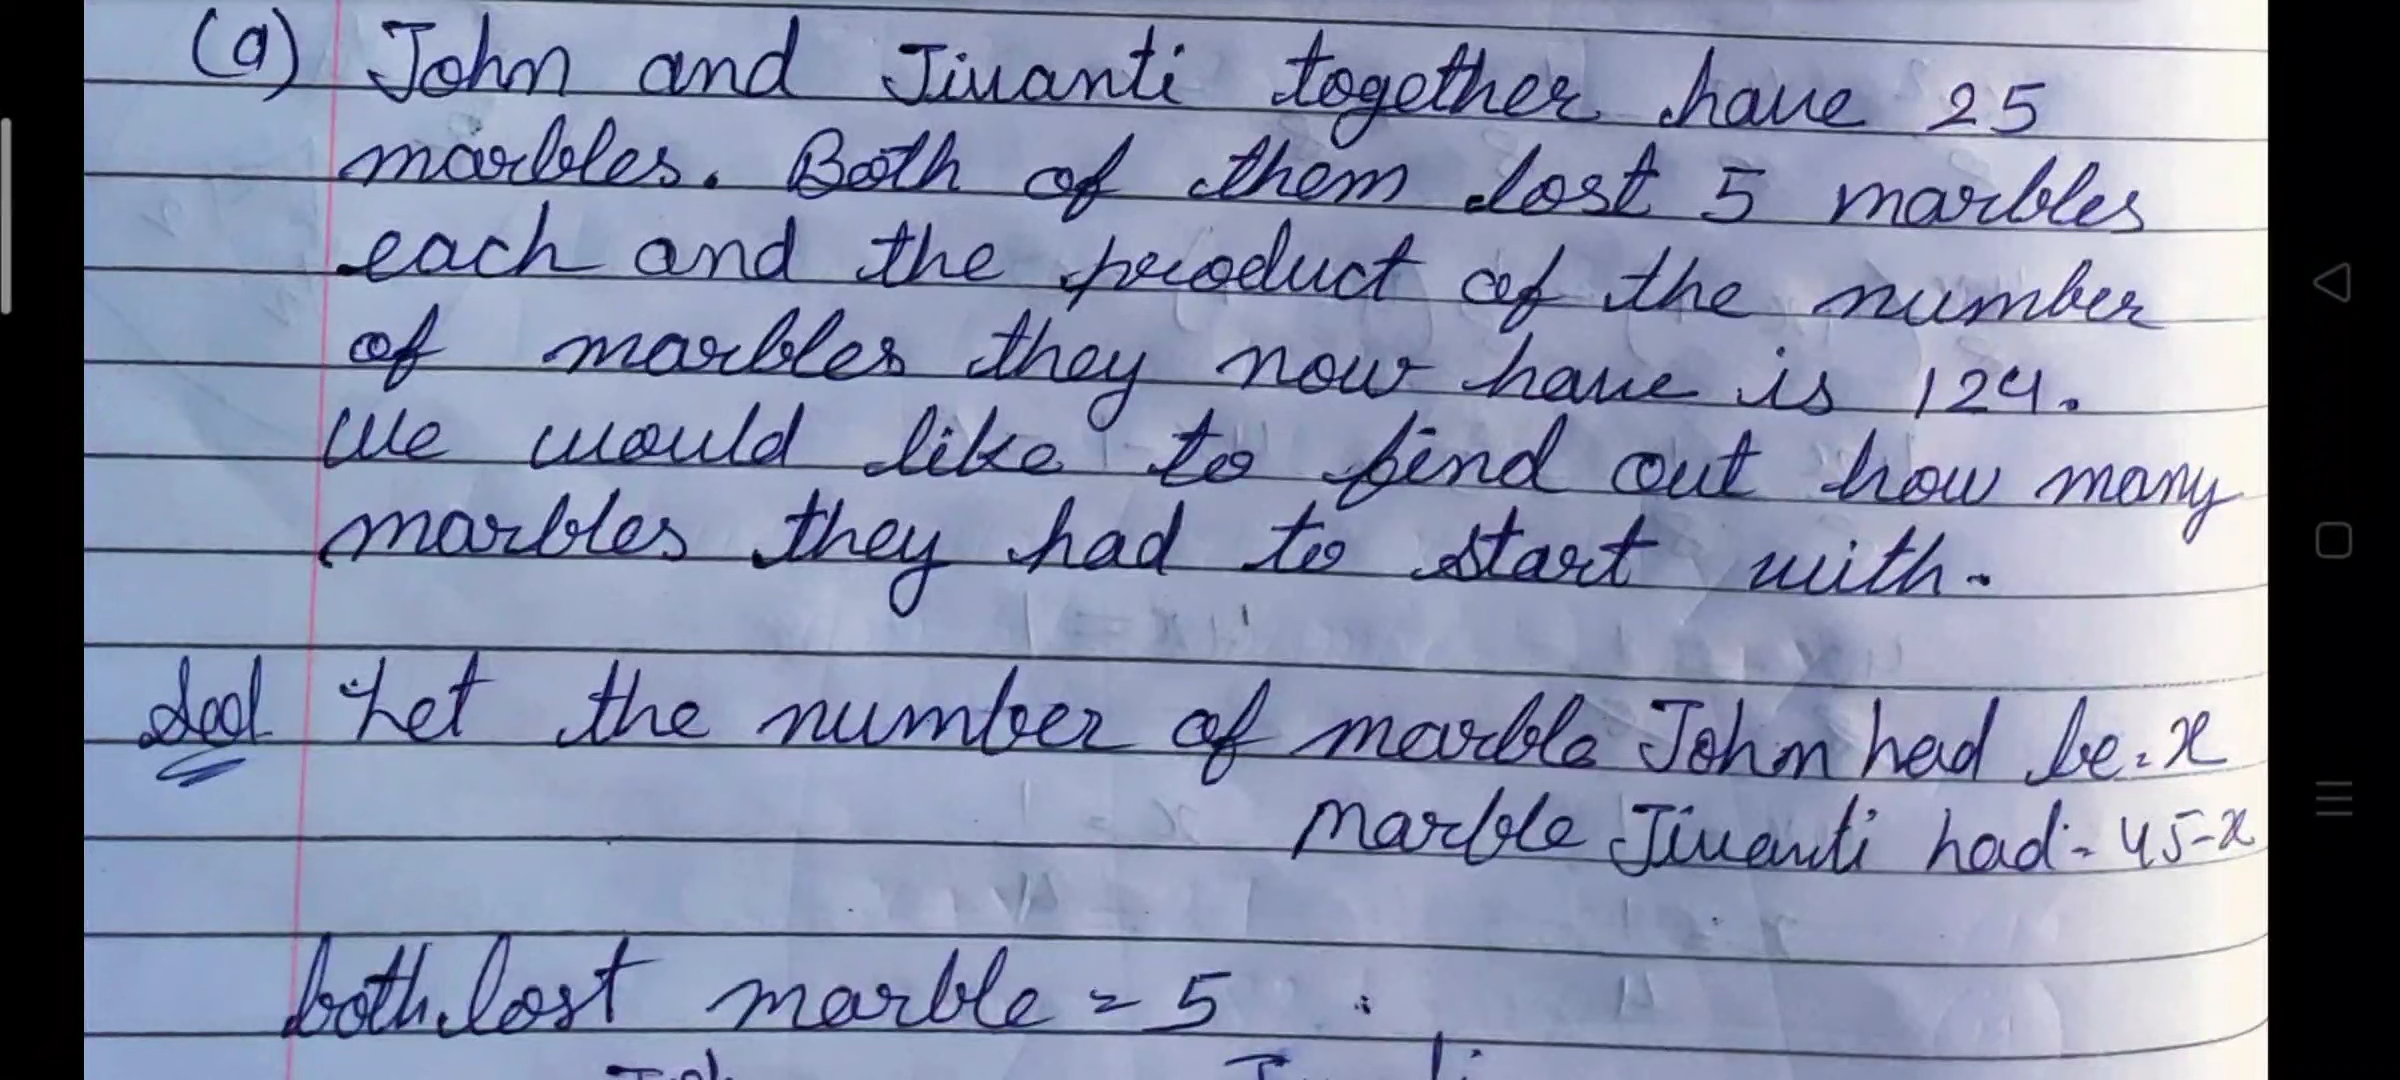 (a) John and Jivanti together have 25
marbles. Both of them lost 5 marbles
each and the product of the number
of marbles they now have is 124.
We would like to find out how many
marbles they had to start with.
Sol Let the number of marble John had be = x
marble Jivanti had = 45-x
both lost marble = 5